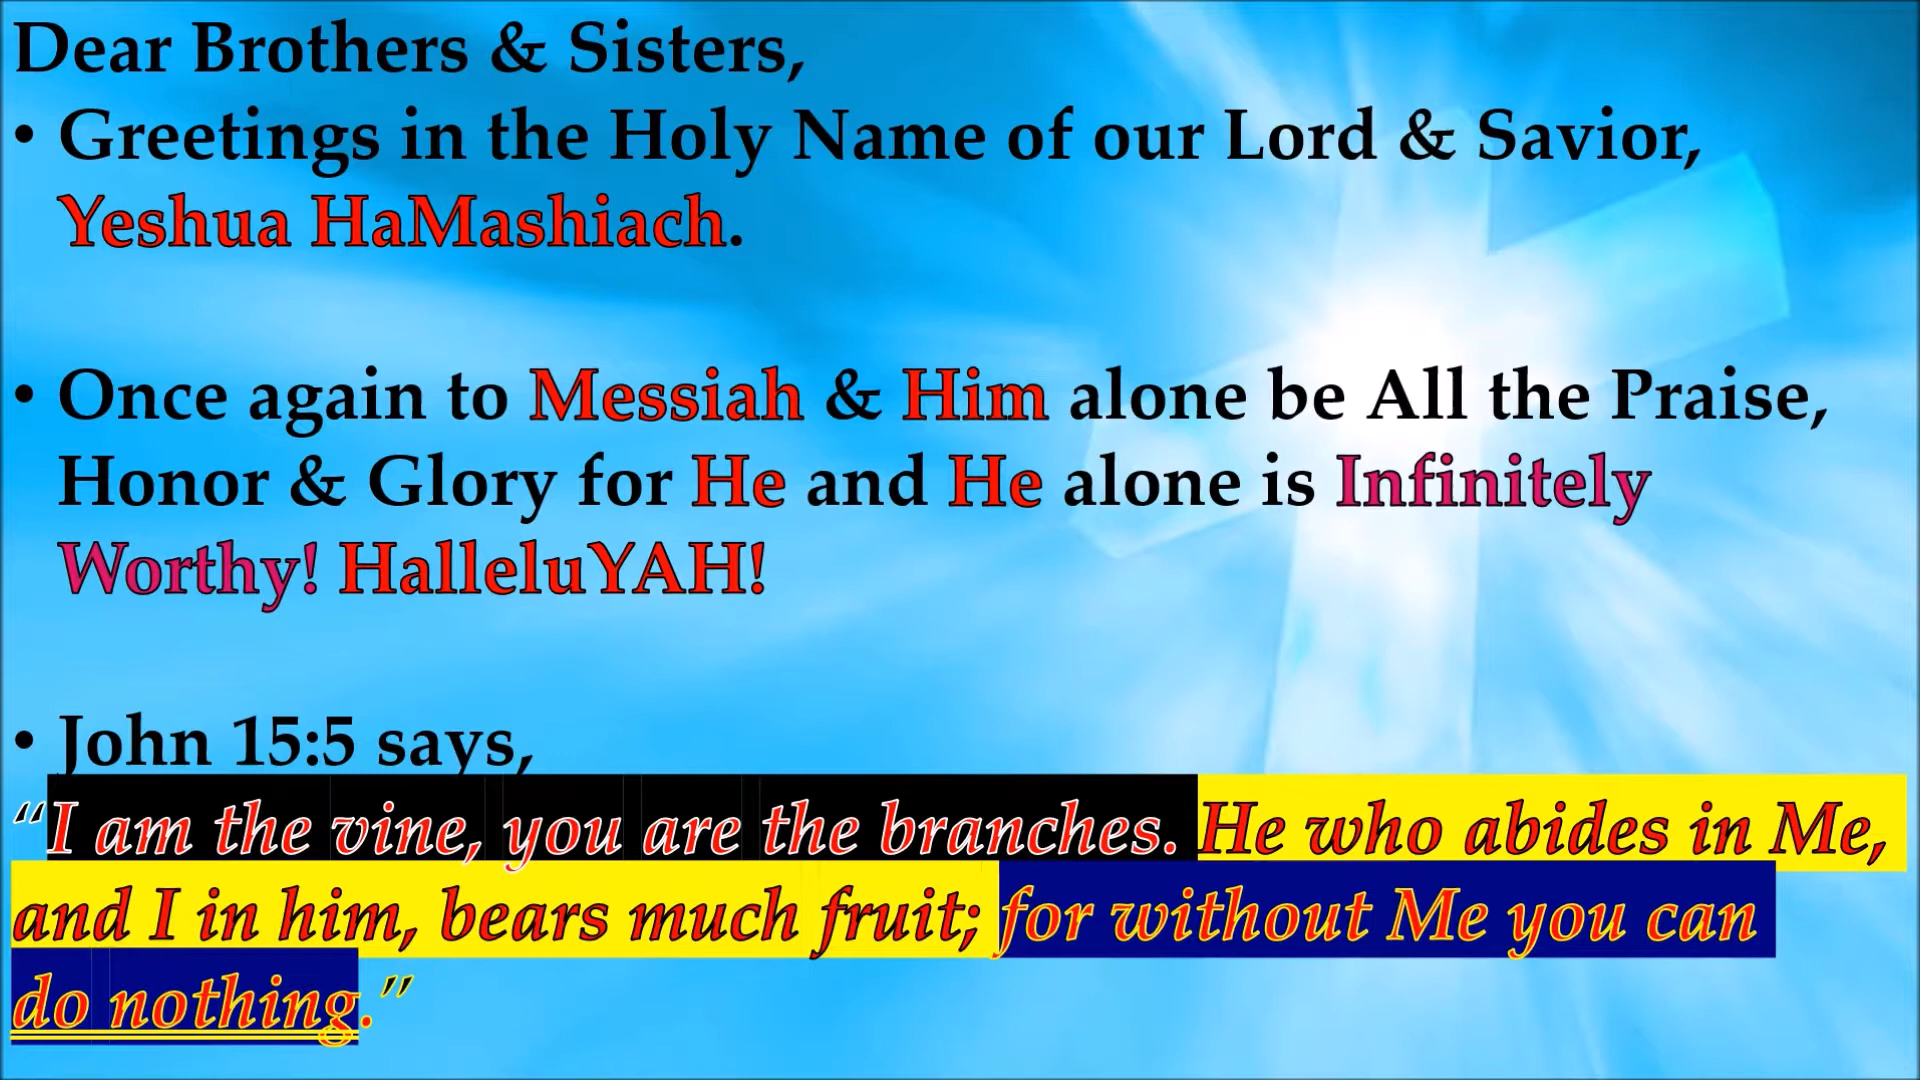 Dear Brothers & Sisters,
• Greetings in the Holy Name of our Lord & Savior,
Yeshua HaMashiach.
• Once again to Messiah & Him alone be All the Praise,
Honor & Glory for He and He alone is Infinitely
Worthy! HalleluYAH!
• John 15:5 says,
“I am the vine, you are the branches. He who abides in Me,
and I in him, bears much fruit; for without Me you can
do nothing.”